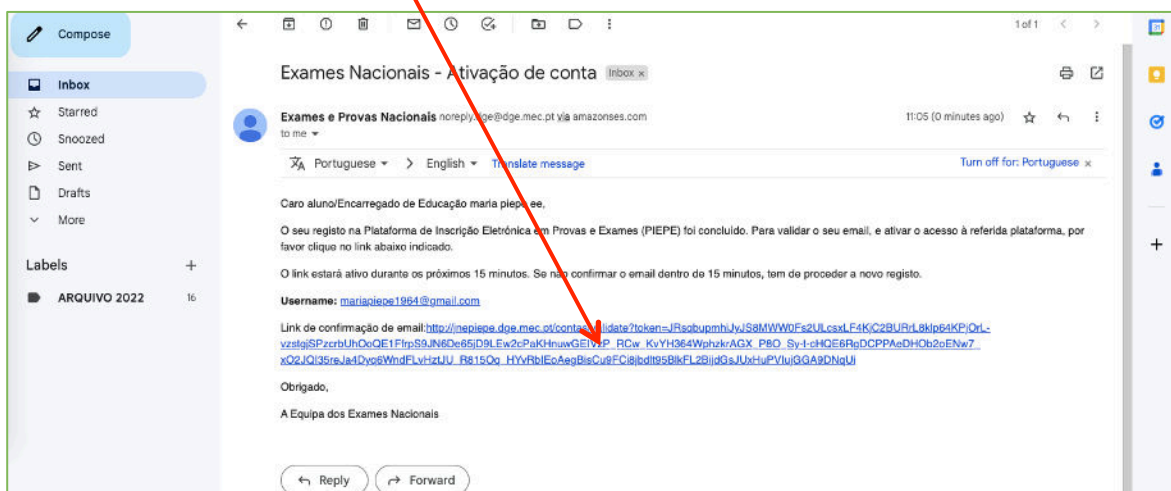 Compose
1 of 1
Inbox
Starred
Snoozed
Sent
Drafts
More
Labels
ARQUIVO 2022 16
Exames Nacionais - Ativação de conta Inbox x
Exames e Provas Nacionais noreply.dge@dge.mec.pt via amazonses.com 11:05 (0 minutes ago)
to me
Portuguese > English Translate message Turn off for: Portuguese x
Caro aluno/Encarregado de Educação maria piepe ee,
O seu registo na Plataforma de Inscrição Eletrónica em Provas e Exames (PIEPE) foi concluído. Para validar o seu email, e ativar o acesso à referida plataforma, por
favor clique no link abaixo indicado.
O link estará ativo durante os próximos 15 minutos. Se não confirmar o email dentro de 15 minutos, tem de proceder a novo registo.
Username: mariapiepe1964@gmail.com
Link de confirmação de email:
Obrigado,
A Equipa dos Exames Nacionais
Reply Forward